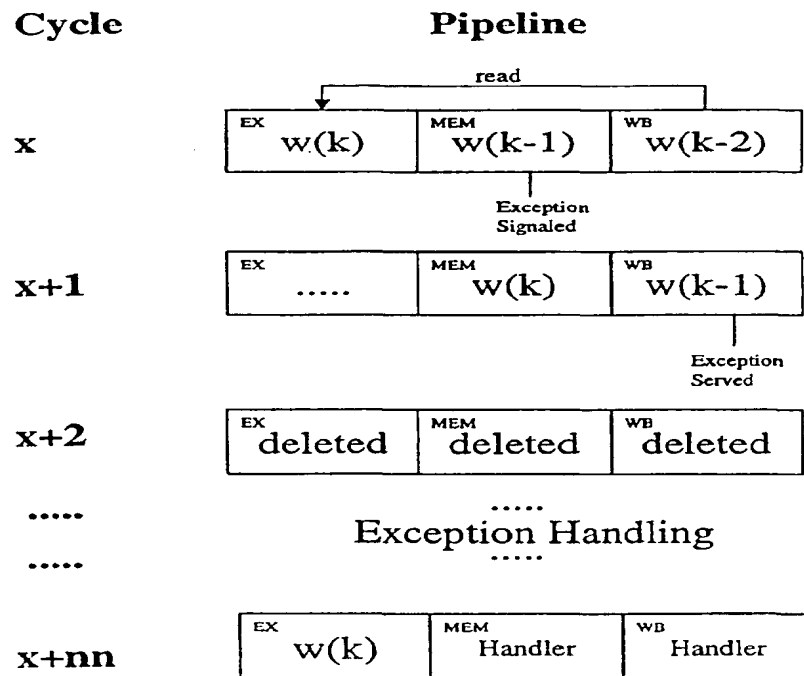 Cycle Pipeline
read
x
EX MEM WB
w(k) w(k-1) w(k-2)
Exception
Signaled
x+1
EX MEM WB
..... w(k) w(k-1)
Exception
Served
x+2
EX MEM WB
deleted deleted deleted
..... .....
Exception Handling
..... .....
x+nn
EX MEM WB
w(k) Handler Handler